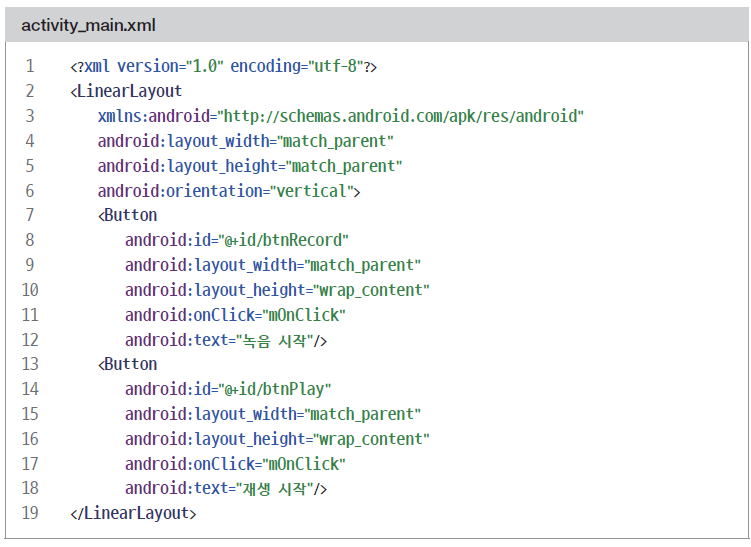 activity_main.xml
1 <?xml version="1.0" encoding="utf-8"?>
2 <LinearLayout
3 xmlns:android="http://schemas.android.com/apk/res/android"
4 android:layout_width="match_parent"
5 android:layout_height="match_parent"
6 android:orientation="vertical">
7 <Button
8 android:id="@+id/btnRecord"
9 android:layout_width="match_parent"
10 android:layout_height="wrap_content"
11 android:onClick="mOnClick"
12 android:text="녹음 시작"/>
13 <Button
14 android:id="@+id/btnPlay"
15 android:layout_width="match_parent"
16 android:layout_height="wrap_content"
17 android:onClick="mOnClick"
18 android:text="재생 시작"/>
19 </LinearLayout>